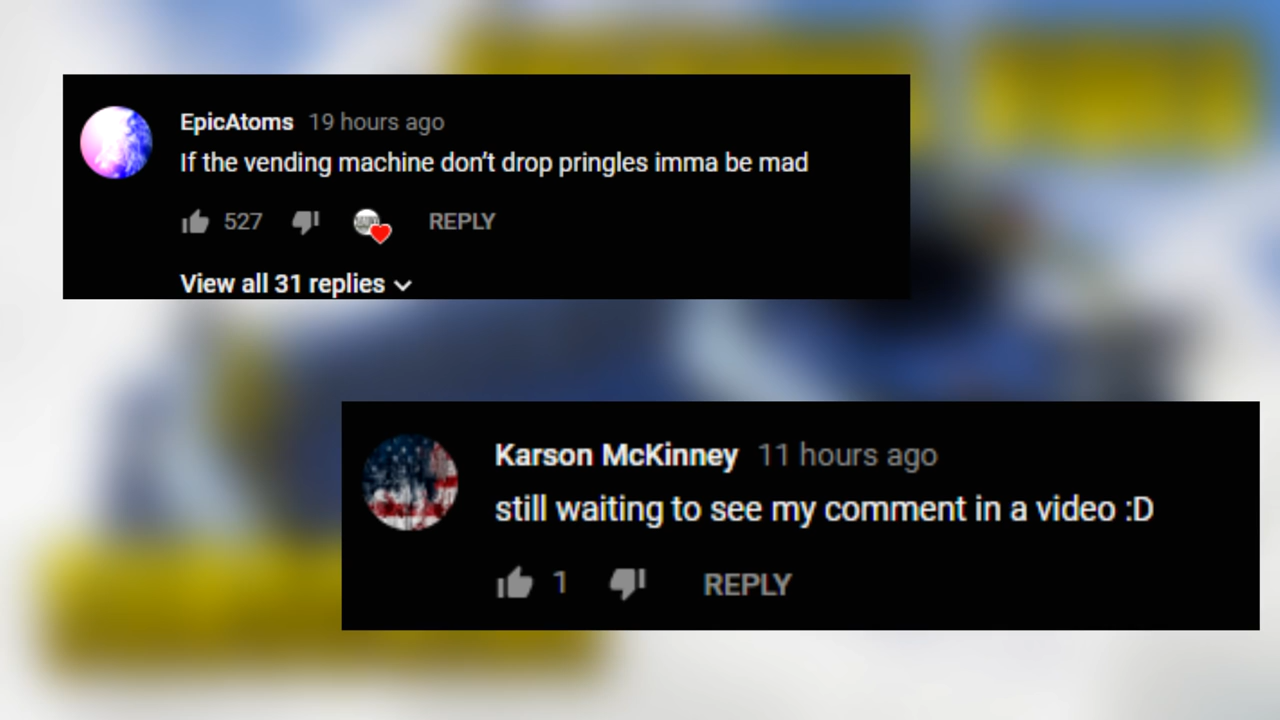 EpicAtoms 19 hours ago
If the vending machine don't drop pringles imma be mad
527 REPLY
View all 31 replies
Karson McKinney 11 hours ago
still waiting to see my comment in a video :D
1 REPLY